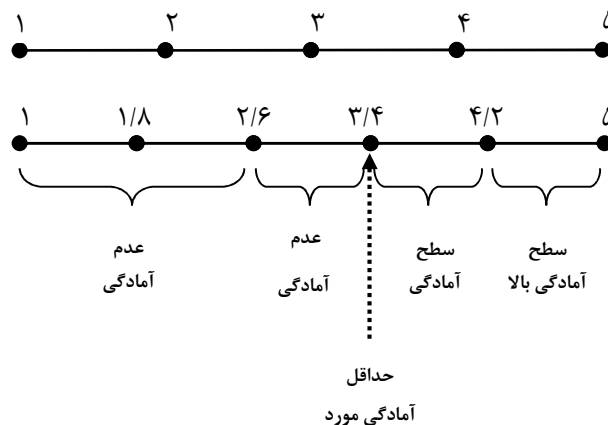 ۱ ۲ ۳ ۴ ۵
۱ ۱/۸ ۲/۶ ۳/۴ ۴/۲ ۵
عدم
آمادگی
عدم
آمادگی
سطح
آمادگی
سطح
آمادگی بالا
حداقل
آمادگی مورد